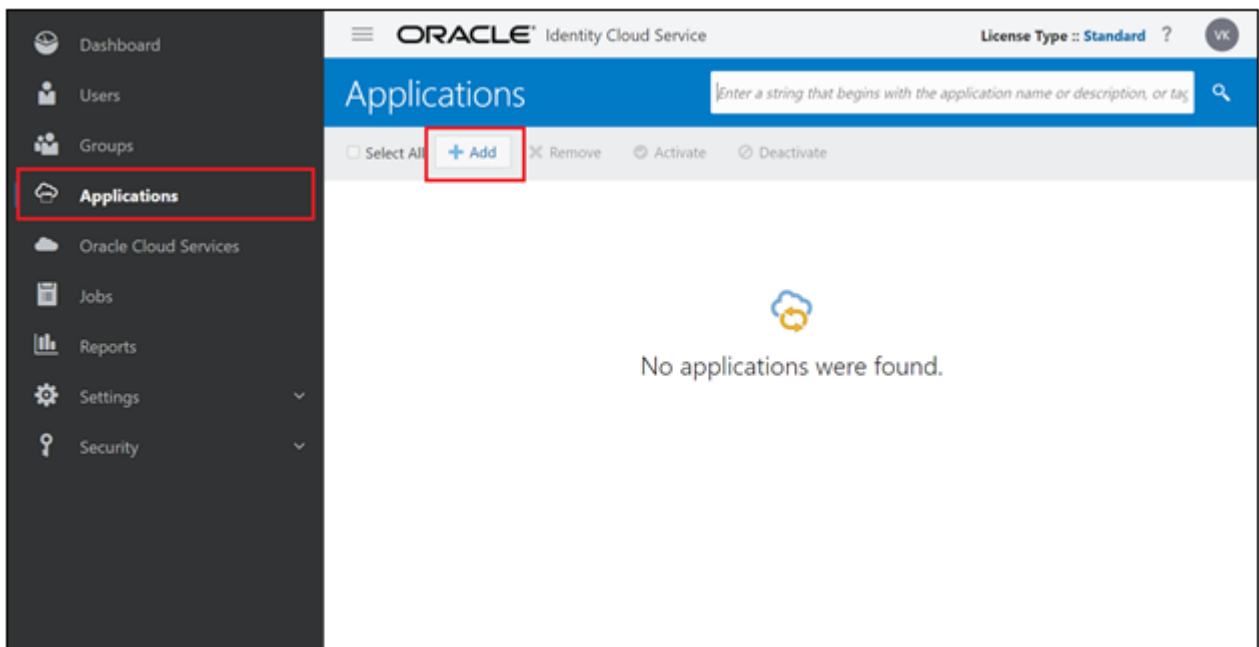 Dashboard
Users
Groups
Applications
Oracle Cloud Services
Jobs
Reports
Settings
Security
ORACLE® Identity Cloud Service
License Type :: Standard ?
VK
Applications
Enter a string that begins with the application name or description, or tag
Select All
+ Add
Remove
Activate
Deactivate
No applications were found.